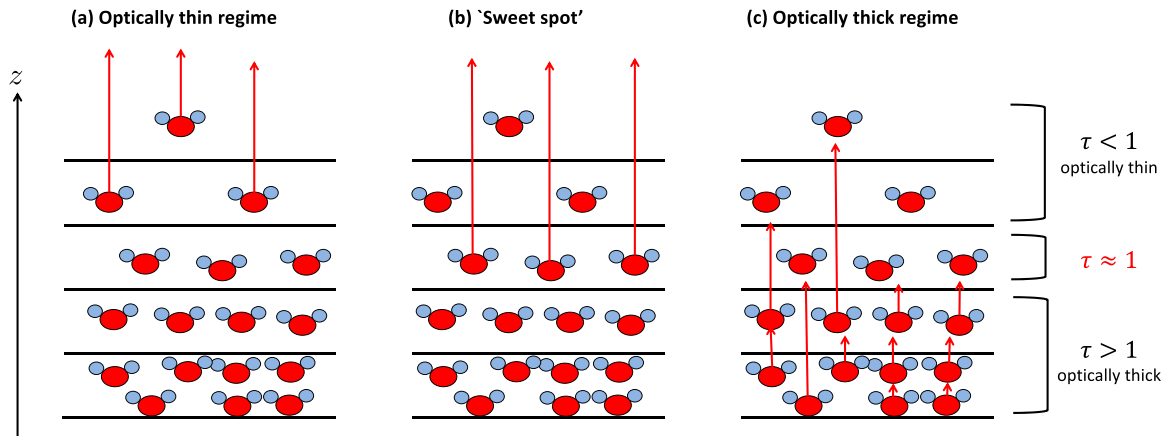 (a) Optically thin regime
(b) `Sweet spot’
(c) Optically thick regime
z
τ < 1
optically thin
τ ≈ 1
τ > 1
optically thick